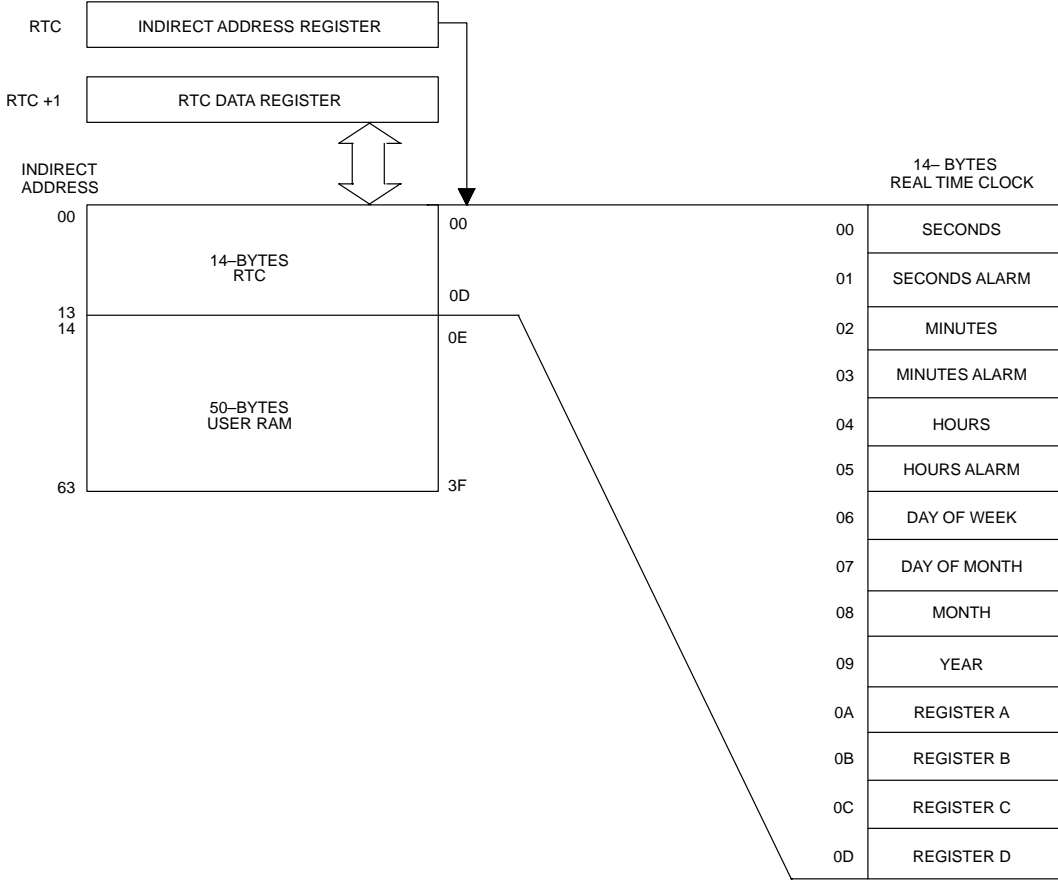 RTC INDIRECT ADDRESS REGISTER
RTC +1 RTC DATA REGISTER
INDIRECT
ADDRESS
00 00
14–BYTES
RTC
0D
13
14
0E
50–BYTES
USER RAM
63 3F
14– BYTES
REAL TIME CLOCK
00 SECONDS
01 SECONDS ALARM
02 MINUTES
03 MINUTES ALARM
04 HOURS
05 HOURS ALARM
06 DAY OF WEEK
07 DAY OF MONTH
08 MONTH
09 YEAR
0A REGISTER A
0B REGISTER B
0C REGISTER C
0D REGISTER D